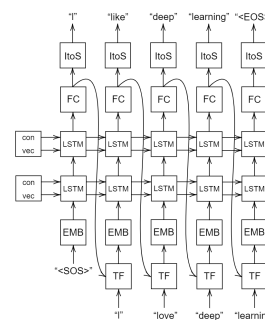 "I" "like" "deep" "learning" "<EOS
ItoS ItoS ItoS ItoS ItoS
FC FC FC FC FC
con
vec
LSTM LSTM LSTM LSTM LSTM
con
vec
LSTM LSTM LSTM LSTM LSTM
EMB EMB EMB EMB EMB
"<SOS>" TF TF TF TF
"I" "love" "deep" "learnin